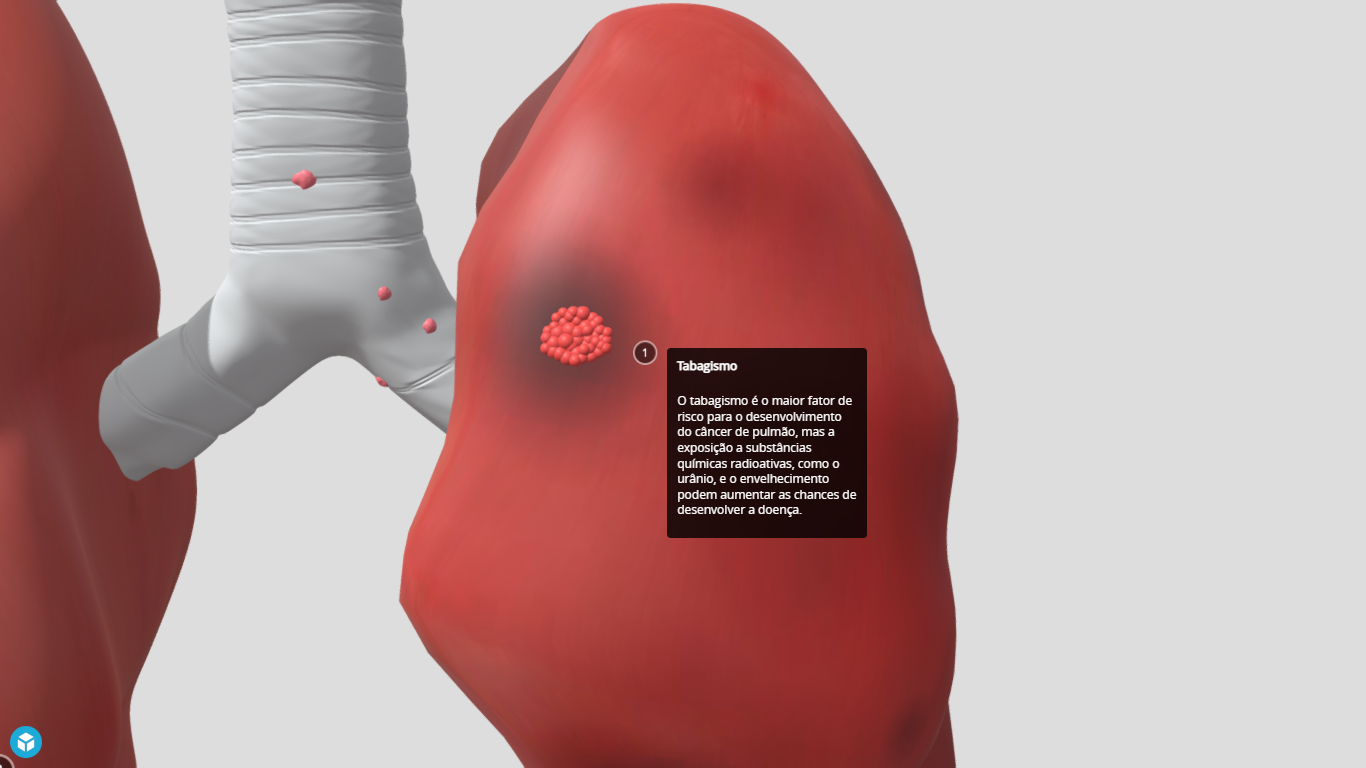 1
Tabagismo
O tabagismo é o maior fator de
risco para o desenvolvimento
do câncer de pulmão, mas a
exposição a substâncias
químicas radioativas, como o
urânio, e o envelhecimento
podem aumentar as chances de
desenvolver a doença.